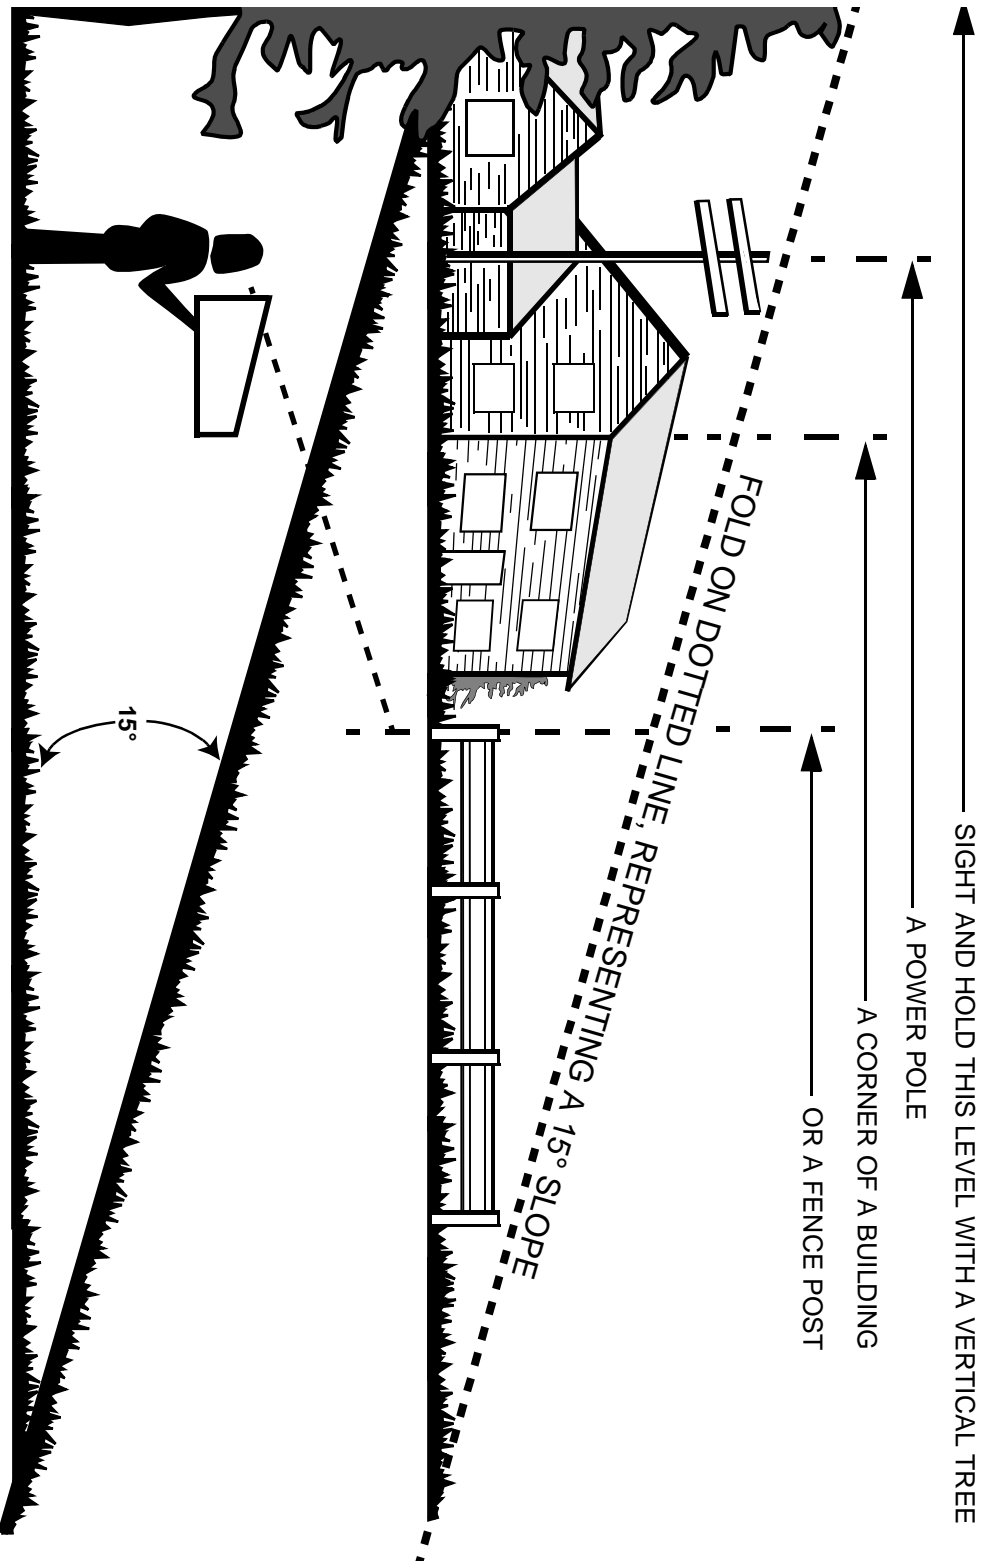 SIGHT AND HOLD THIS LEVEL WITH A VERTICAL TREE
A POWER POLE
A CORNER OF A BUILDING
OR A FENCE POST
FOLD ON DOTTED LINE, REPRESENTING A 15° SLOPE
15°